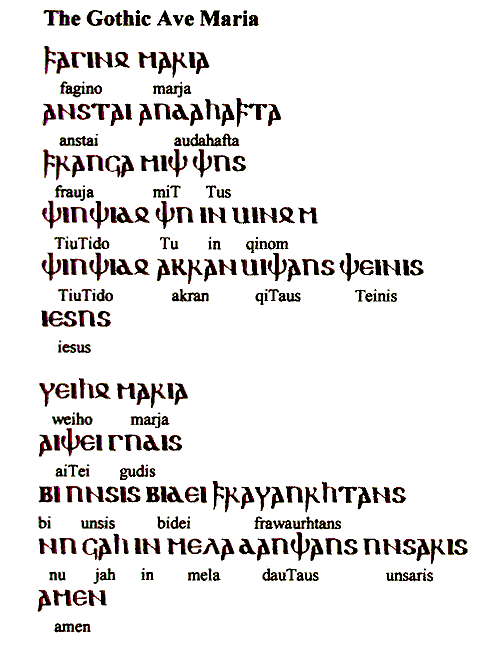 The Gothic Ave Maria
𐍆𐌰𐌲𐌹𐌽𐍉 𐌼𐌰𐍂𐌹𐌰
fagino marja
𐌰𐌽𐍃𐍄𐌰𐌹 𐌰𐌿𐌳𐌰𐌷𐌰𐍆𐍄𐌰
anstai audahafta
𐍆𐍂𐌰𐌿𐌾𐌰 𐌼𐌹𐌸 𐌸𐌿𐍃
frauja miT Tus
𐌸𐌹𐌿𐌸𐌹𐌳𐍉 𐌸𐌿 𐌹𐌽 𐌵𐌹𐌽𐍉𐌼
TiuTido Tu in qinom
𐌸𐌹𐌿𐌸𐌹𐌳𐍉 𐌰𐌺𐍂𐌰𐌽 𐌵𐌹𐌸𐌰𐌿𐍃 𐌸𐌴𐌹𐌽𐌹𐍃
TiuTido akran qiTaus Teinis
𐌹𐌴𐍃𐌿𐍃
iesus
𐍅𐌴𐌹𐌷𐍉 𐌼𐌰𐍂𐌹𐌰
weiho marja
𐌰𐌹𐌸𐌴𐌹 𐌲𐌿𐌳𐌹𐍃
aiTei gudis
𐌱𐌹 𐌿𐌽𐍃𐌹𐍃 𐌱𐌹𐌳𐌴𐌹 𐍆𐍂𐌰𐍅𐌰𐌿𐍂𐌷𐍄𐌰𐌽𐍃
bi unsis bidei frawaurhtans
𐌽𐌿 𐌾𐌰𐌷 𐌹𐌽 𐌼𐌴𐌻𐌰 𐌳𐌰𐌿𐌸𐌰𐌿𐍃 𐌿𐌽𐍃𐌰𐍂𐌹𐍃
nu jah in mela dauTaus unsaris
𐌰𐌼𐌴𐌽
amen